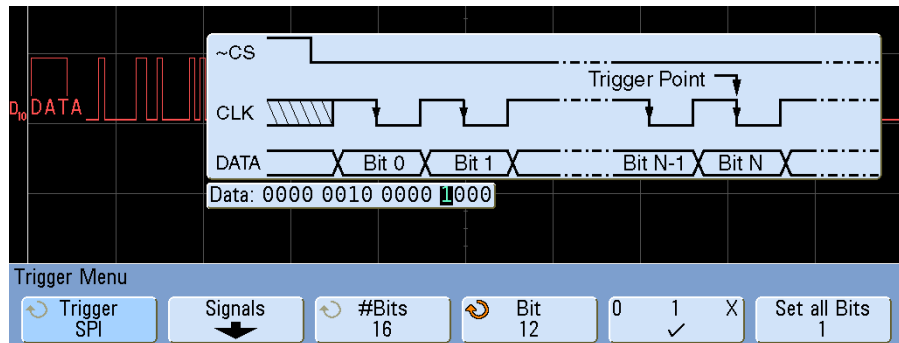 ~CS
Trigger Point
CLK
D10 DATA
DATA Bit 0 Bit 1 Bit N-1 Bit N
Data: 0000 0010 0000 1000
Trigger Menu
Trigger Signals #Bits Bit 0 1 X Set all Bits
SPI 16 12 ✓ 1